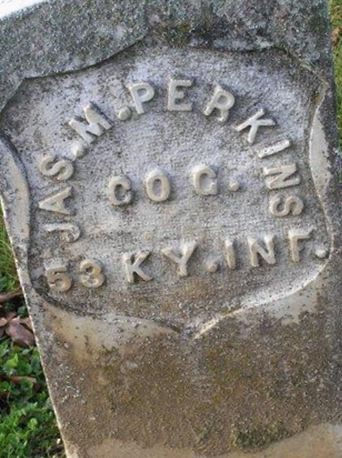 JAS. M. PERKINS
CO. C.
53 KY. INF.